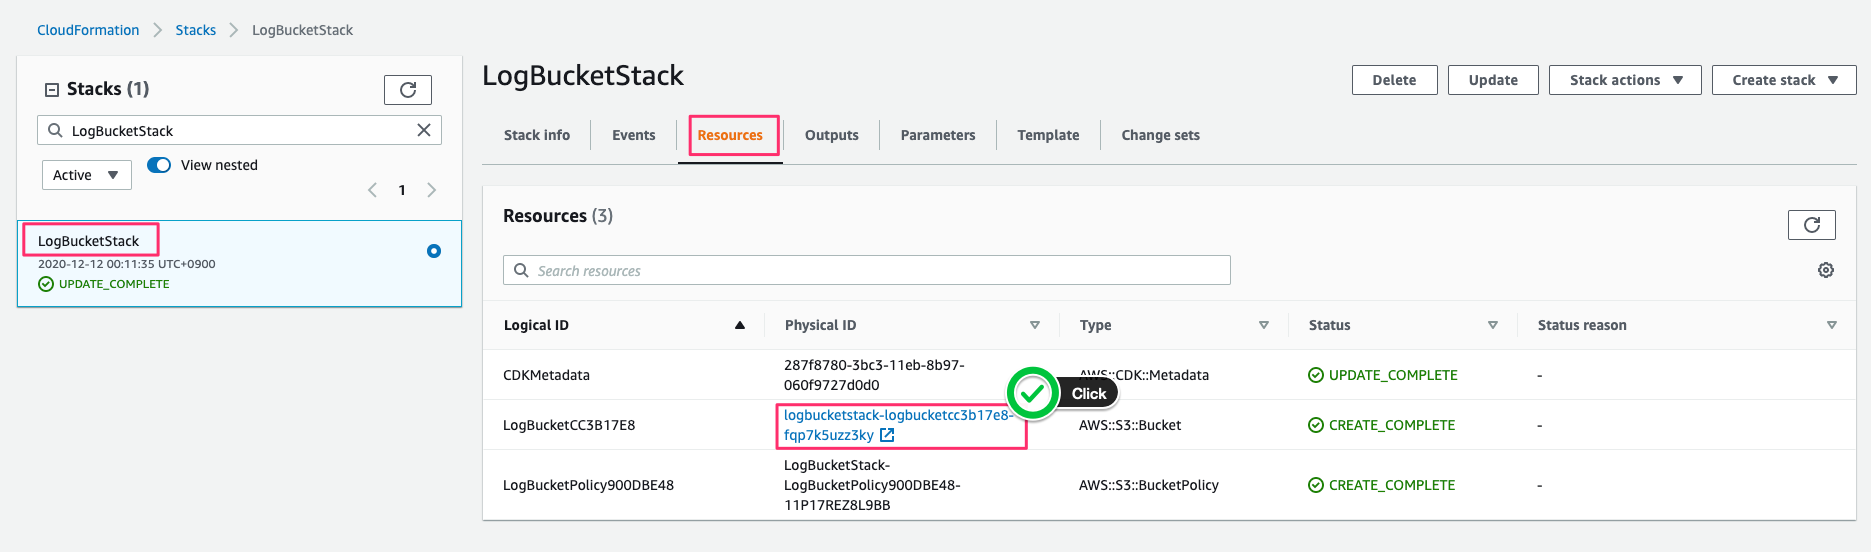 CloudFormation > Stacks > LogBucketStack
Stacks (1)
LogBucketStack
Active
View nested
1
LogBucketStack
2020-12-12 00:11:35 UTC+0900
UPDATE_COMPLETE
LogBucketStack
Delete
Update
Stack actions
Create stack
Stack info
Events
Resources
Outputs
Parameters
Template
Change sets
Resources (3)
Search resources
Logical ID
Physical ID
Type
Status
Status reason
CDKMetadata
287f8780-3bc3-11eb-8b97-
060f9727d0d0
AWS::CDK::Metadata
UPDATE_COMPLETE
-
Click
LogBucketCC3B17E8
logbucketstack-logbucketcc3b17e8-
fqp7k5uzz3ky
AWS::S3::Bucket
CREATE_COMPLETE
-
LogBucketPolicy900DBE48
LogBucketStack-
LogBucketPolicy900DBE48-
11P17REZ8L9BB
AWS::S3::BucketPolicy
CREATE_COMPLETE
-